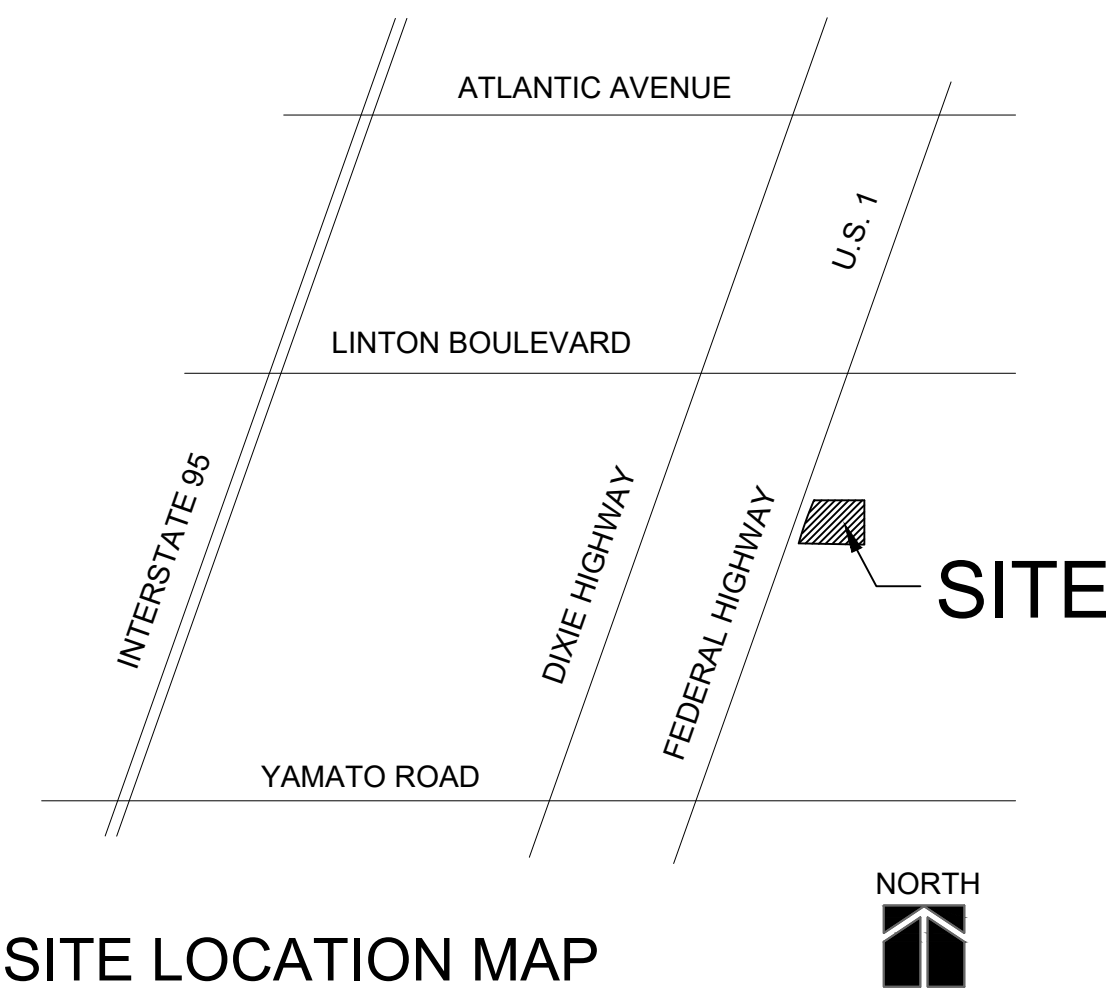 ATLANTIC AVENUE
U.S. 1
LINTON BOULEVARD
INTERSTATE 95
DIXIE HIGHWAY
FEDERAL HIGHWAY
SITE
YAMATO ROAD
NORTH
SITE LOCATION MAP